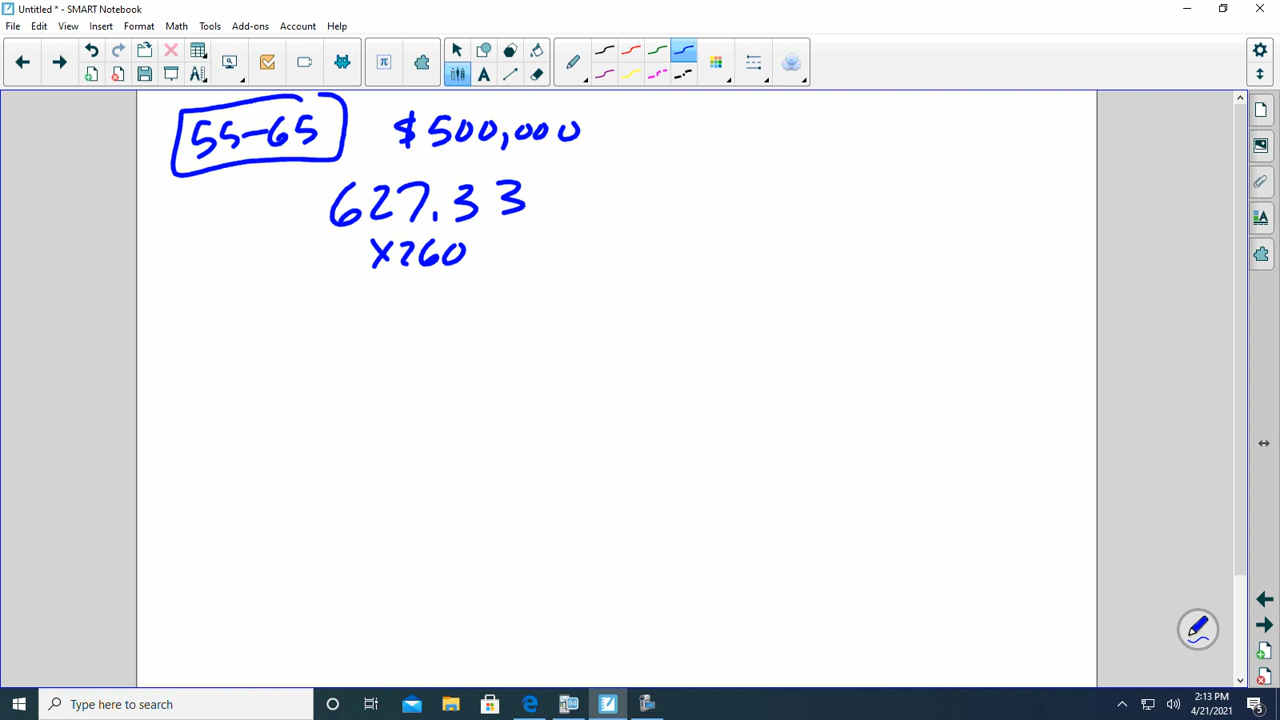 Untitled * - SMART Notebook
File Edit View Insert Format Math Tools Add-ons Account Help
55-65 $500,000
627.33
x260
Type here to search
2:13 PM
4/21/2021
5